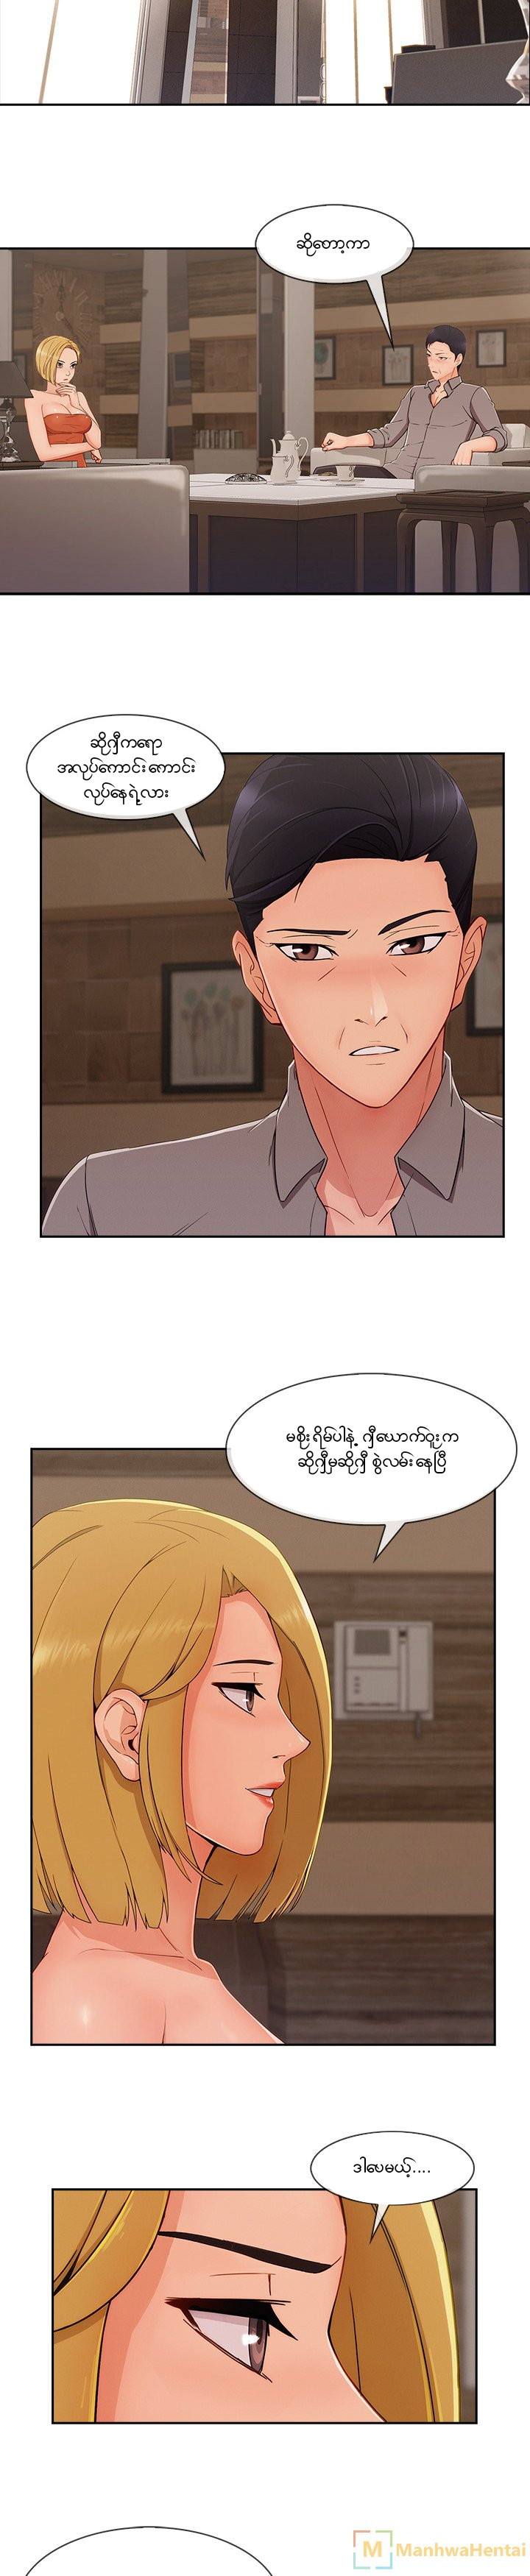 ဆိုတော့ကာ
ဆိုဂျီကရော
အလုပ်ကောင်းကောင်း
လုပ်နေရဲ့လား
မစိုးရိမ်ပါနဲ့ ဂျီယောက်ဝူးက
ဆိုဂျီမှဆိုဂျီ စွဲလမ်းနေပြီ
ဒါပေမယ့်....
ManhwaHentai